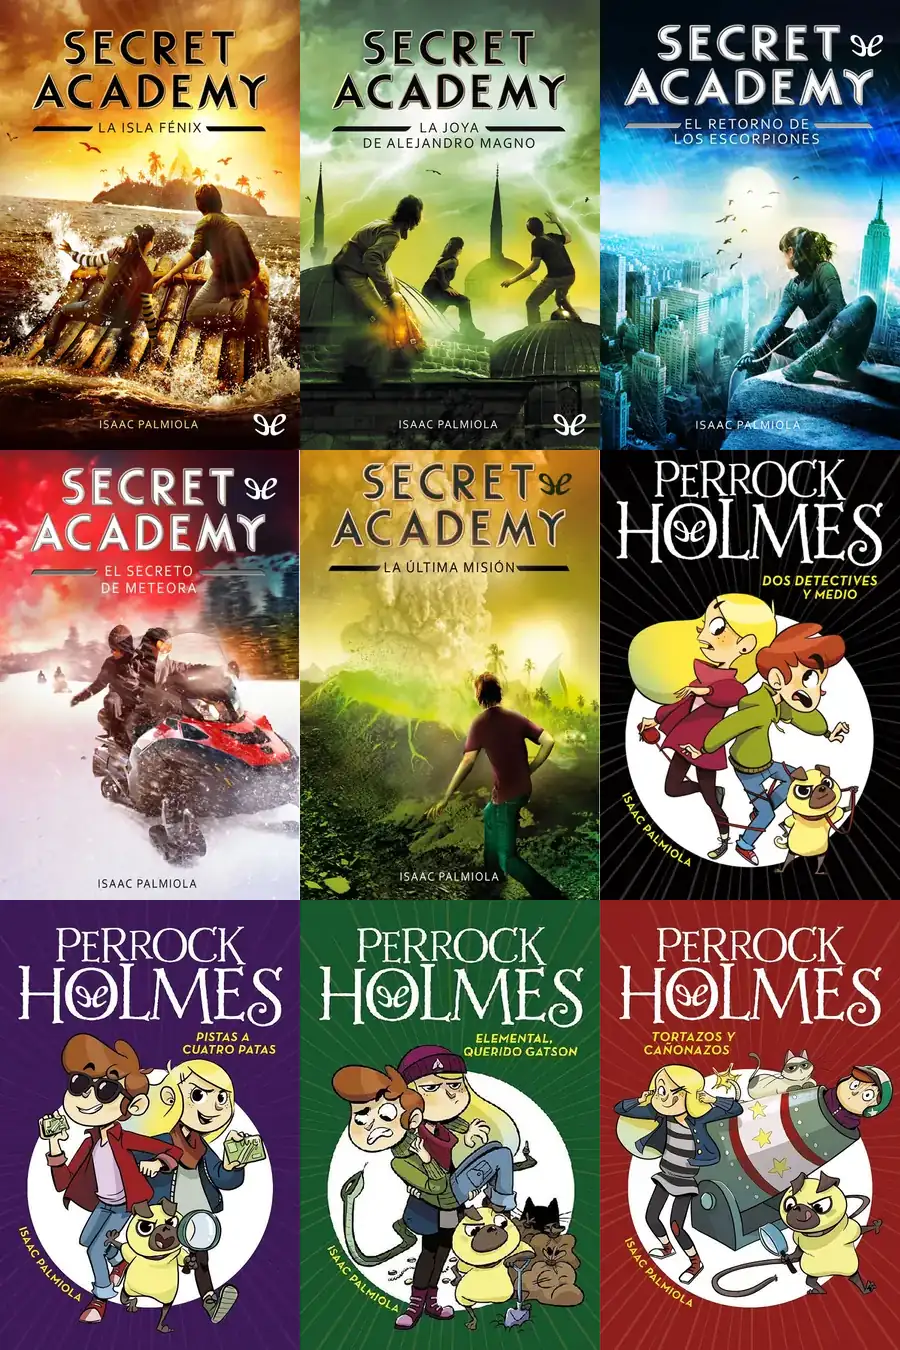 SECRET
ACADEMY
LA ISLA FÉNIX
ISAAC PALMIOLA
SECRET
ACADEMY
LA JOYA
DE ALEJANDRO MAGNO
ISAAC PALMIOLA
SECRET
ACADEMY
EL RETORNO DE
LOS ESCORPIONES
ISAAC PALMIOLA
SECRET
ACADEMY
EL SECRETO
DE METEORA
ISAAC PALMIOLA
SECRET
ACADEMY
LA ÚLTIMA MISIÓN
ISAAC PALMIOLA
PERROCK
HOLMES
DOS DETECTIVES
Y MEDIO
ISAAC PALMIOLA
PERROCK
HOLMES
PISTAS A
CUATRO PATAS
ISAAC PALMIOLA
PERROCK
HOLMES
ELEMENTAL,
QUERIDO GATSON
ISAAC PALMIOLA
PERROCK
HOLMES
TORTAZOS Y
CAÑONAZOS
ISAAC PALMIOLA